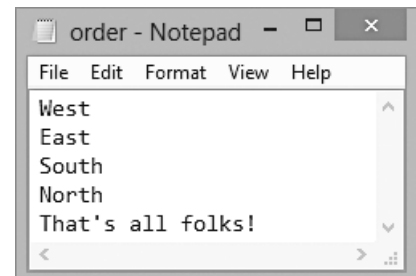 order - Notepad
File Edit Format View Help
West
East
South
North
That's all folks!